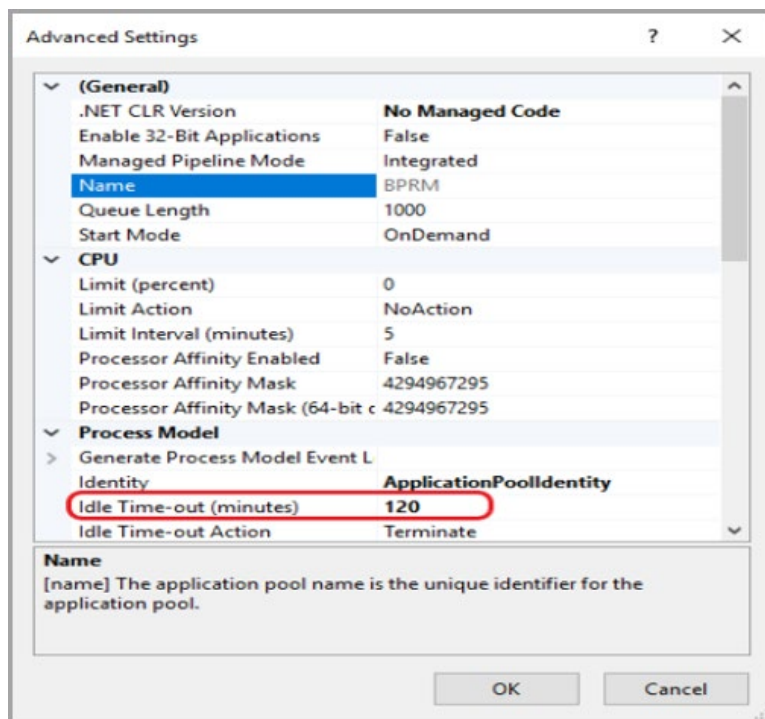 Advanced Settings ? ×
(General)
.NET CLR Version No Managed Code
Enable 32-Bit Applications False
Managed Pipeline Mode Integrated
Name BPRM
Queue Length 1000
Start Mode OnDemand
CPU
Limit (percent) 0
Limit Action NoAction
Limit Interval (minutes) 5
Processor Affinity Enabled False
Processor Affinity Mask 4294967295
Processor Affinity Mask (64-bit c 4294967295
Process Model
Generate Process Model Event L
Identity ApplicationPoolIdentity
Idle Time-out (minutes) 120
Idle Time-out Action Terminate
Name
[name] The application pool name is the unique identifier for the
application pool.
OK Cancel